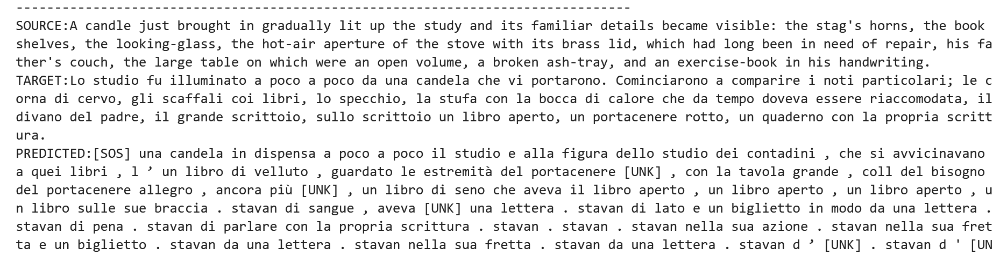 --------------------------------------------------------------------------------
SOURCE:A candle just brought in gradually lit up the study and its familiar details became visible: the stag's horns, the book
shelves, the looking-glass, the hot-air aperture of the stove with its brass lid, which had long been in need of repair, his fa
ther's couch, the large table on which were an open volume, a broken ash-tray, and an exercise-book in his handwriting.
TARGET:Lo studio fu illuminato a poco a poco da una candela che vi portarono. Cominciarono a comparire i noti particolari; le c
orna di cervo, gli scaffali coi libri, lo specchio, la stufa con la bocca di calore che da tempo doveva essere riaccomodata, il
divano del padre, il grande scrittoio, sullo scrittoio un libro aperto, un portacenere rotto, un quaderno con la propria scritt
ura.
PREDICTED:[SOS] una candela in dispensa a poco a poco il studio e alla figura dello studio dei contadini , che si avvicinavano
a quei libri , l ’ un libro di velluto , guardato le estremità del portacenere [UNK] , con la tavola grande , coll del bisogno
del portacenere allegro , ancora più [UNK] , un libro di seno che aveva il libro aperto , un libro aperto , un libro aperto , u
n libro sulle sue braccia . stavan di sangue , aveva [UNK] una lettera . stavan di lato e un biglietto in modo da una lettera .
stavan di pena . stavan di parlare con la propria scrittura . stavan . stavan . stavan nella sua azione . stavan nella sua fret
ta e un biglietto . stavan da una lettera . stavan nella sua fretta . stavan da una lettera . stavan d ’ [UNK] . stavan d ' [UN